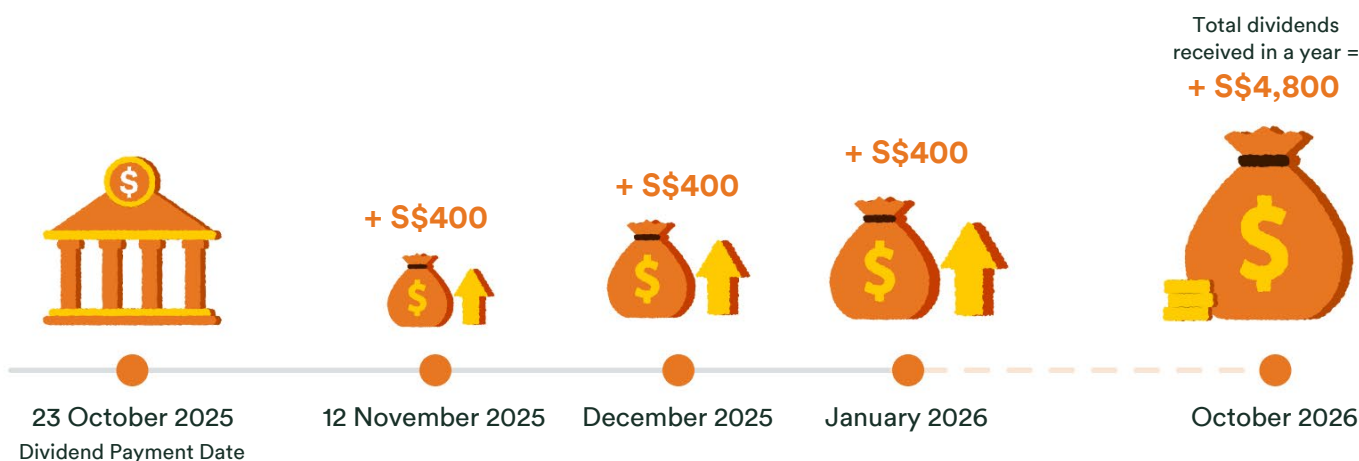 Total dividends
received in a year =
+ S$4,800
+ S$400
+ S$400
+ S$400
$
$
$
$
$
23 October 2025
Dividend Payment Date
12 November 2025
December 2025
January 2026
October 2026